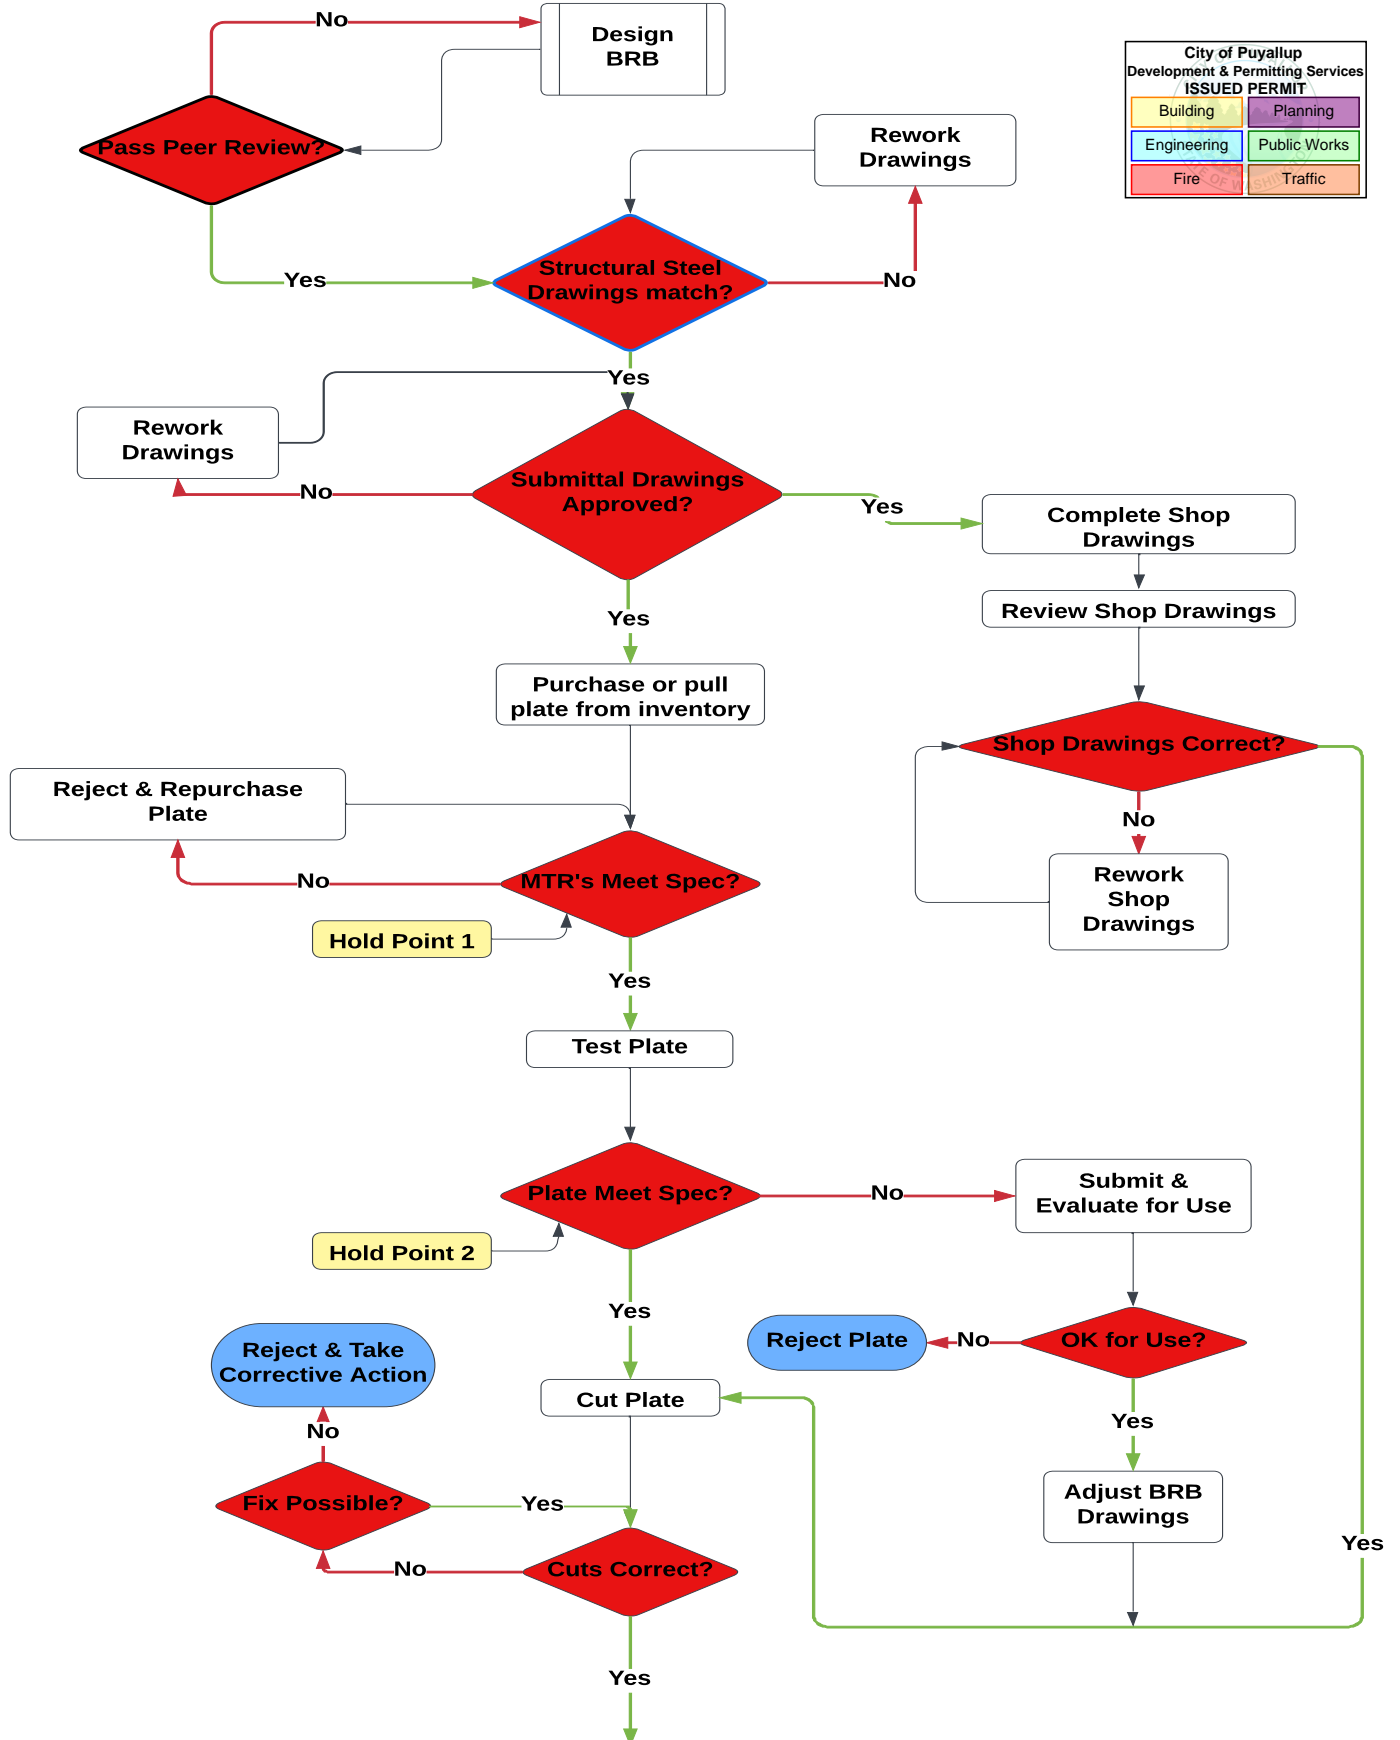 No
Design
BRB
City of Puyallup
Development & Permitting Services
ISSUED PERMIT
Building
Planning
Engineering
Public Works
Fire
Traffic
Pass Peer Review?
Rework
Drawings
Yes
Structural Steel
Drawings match?
No
Yes
Rework
Drawings
No
Submittal Drawings
Approved?
Yes
Complete Shop
Drawings
Review Shop Drawings
Yes
Purchase or pull
plate from inventory
Shop Drawings Correct?
Reject & Repurchase
Plate
No
MTR's Meet Spec?
No
Rework
Shop
Drawings
Hold Point 1
Yes
Test Plate
Plate Meet Spec?
No
Submit &
Evaluate for Use
Hold Point 2
Yes
Reject & Take
Corrective Action
Reject Plate
No
OK for Use?
Cut Plate
No
Yes
Fix Possible?
Yes
Adjust BRB
Drawings
No
Cuts Correct?
Yes
Yes